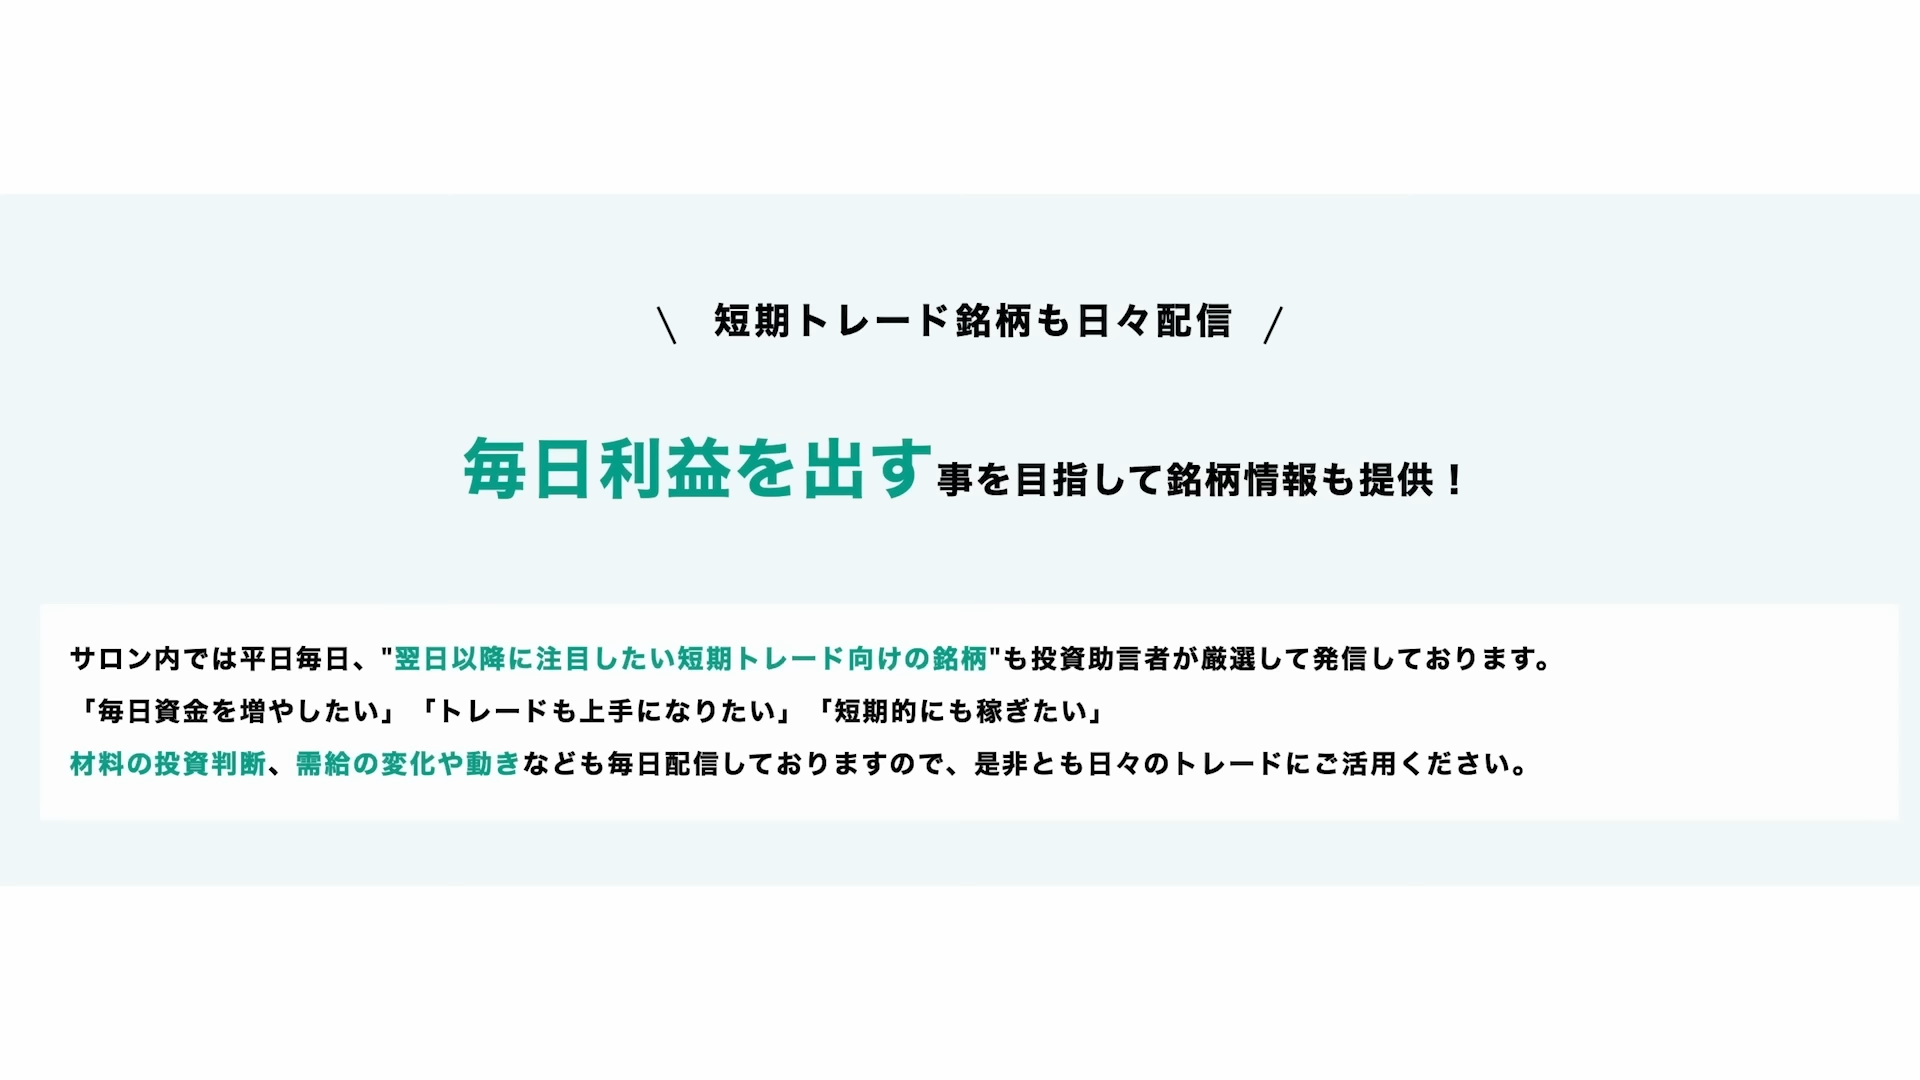 \ 短期トレード銘柄も日々配信 /
毎日利益を出す事を目指して銘柄情報も提供！
サロン内では平日毎日、"翌日以降に注目したい短期トレード向けの銘柄"も投資助言者が厳選して発信しております。
「毎日資金を増やしたい」「トレードも上手になりたい」「短期的にも稼ぎたい」
材料の投資判断、需給の変化や動きなども毎日配信しておりますので、是非とも日々のトレードにご活用ください。